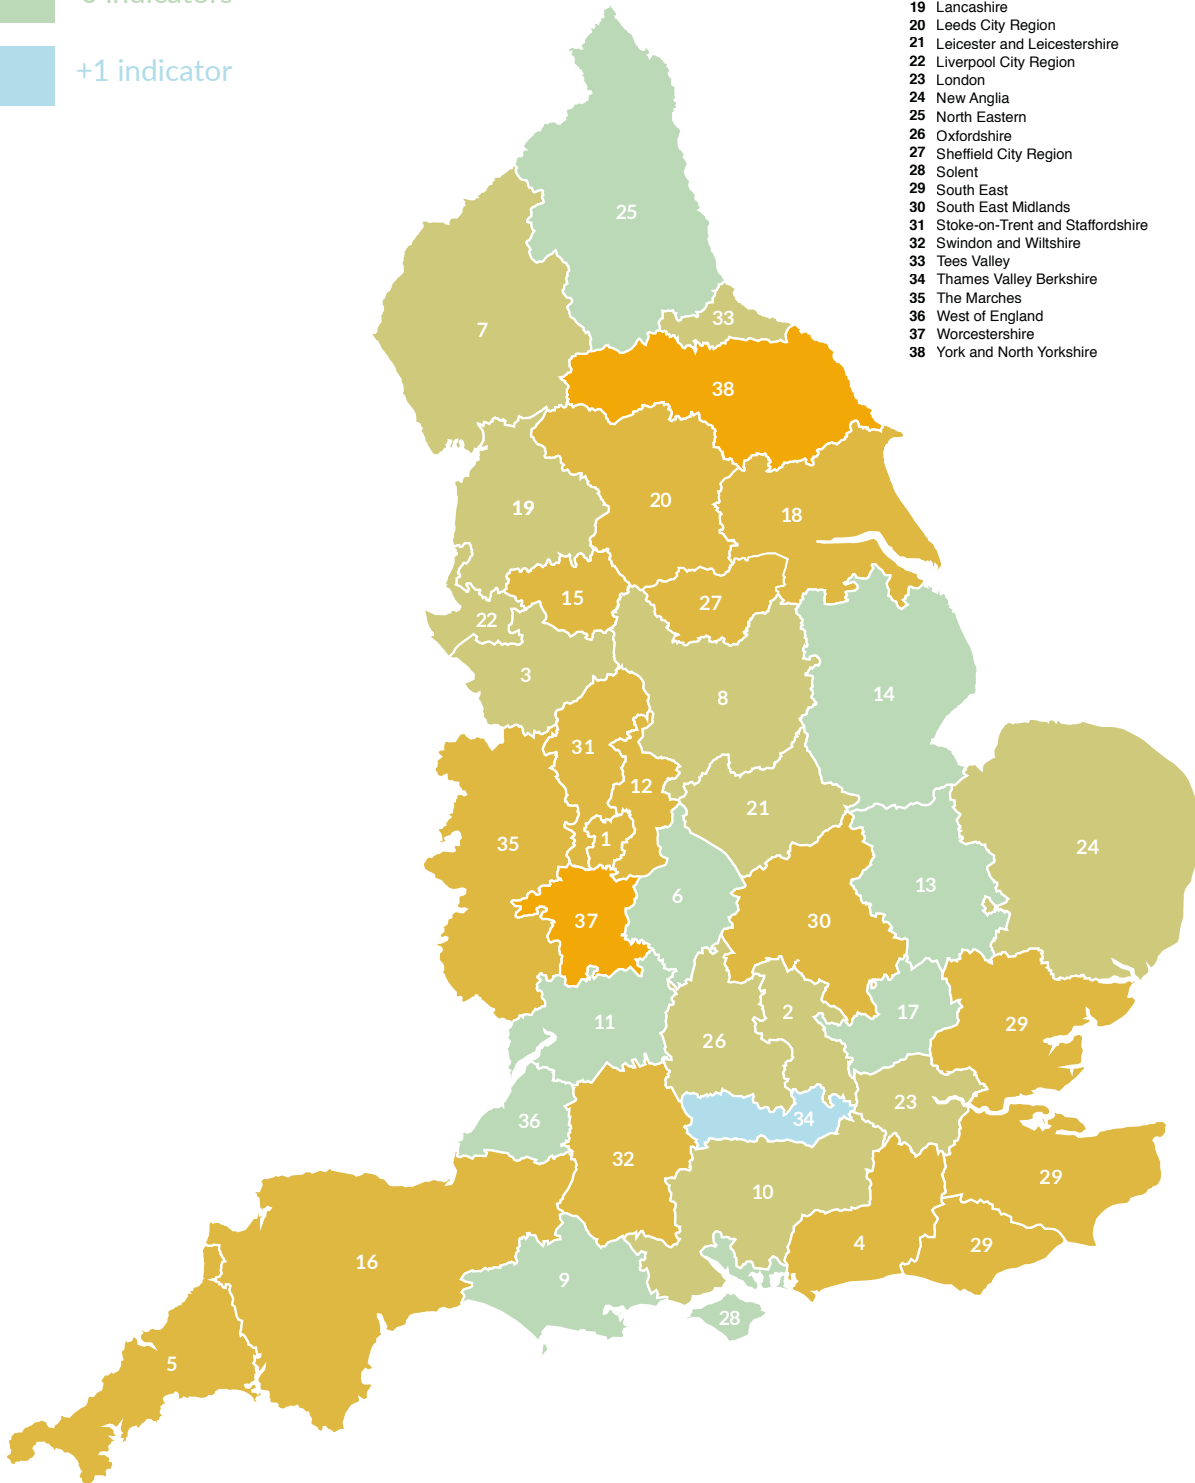 indicators
+1 indicator
19 Lancashire
20 Leeds City Region
21 Leicester and Leicestershire
22 Liverpool City Region
23 London
24 New Anglia
25 North Eastern
26 Oxfordshire
27 Sheffield City Region
28 Solent
29 South East
30 South East Midlands
31 Stoke-on-Trent and Staffordshire
32 Swindon and Wiltshire
33 Tees Valley
34 Thames Valley Berkshire
35 The Marches
36 West of England
37 Worcestershire
38 York and North Yorkshire
25
33
7
38
20
19
18
15
27
22
3
8
14
31
12
21
1
35
24
13
6
37
30
2
17
11
29
26
23
34
36
32
29
10
4
29
16
9
28
5